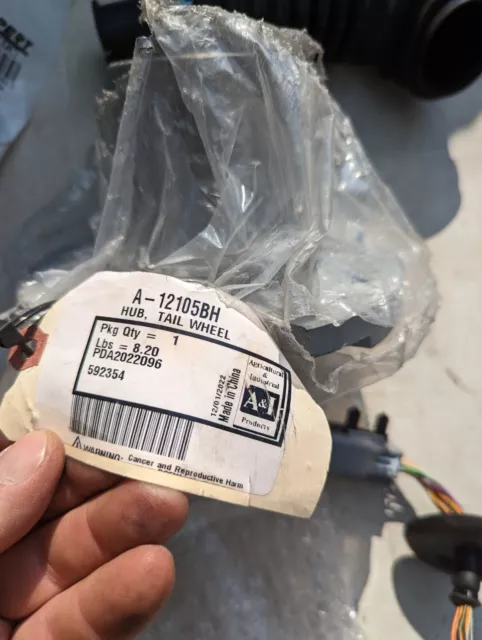 A-12105BH
HUB, TAIL WHEEL
Pkg Qty = 1
Lbs = 8.20
PDA2022096
592354
12/01/2022
Made in China
Agricultural
&
Industrial
A&I
Products
WARNING- Cancer and Reproductive Harm